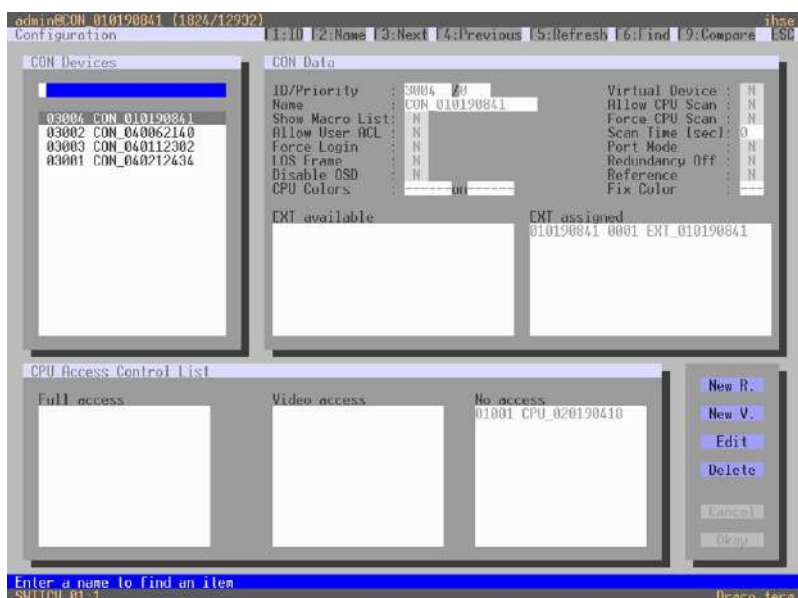 admin@CON_010190841 (1824/12932) ihse
Configuration F1:ID F2:Name F3:Next F4:Previous F5:Refresh F6:Find F9:Compare ESC
CON Devices
03004 CON_010190841
03002 CON_040062140
03003 CON_040112302
03001 CON_040212434
CON Data
ID/Priority : 3004 /0 Virtual Device : N
Name : CON_010190841 Allow CPU Scan : N
Show Macro List: N Force CPU Scan : N
Allow User ACL : N Scan Time [sec]: 0
Force Login : N Port Mode : N
LOS Frame : N Redundancy Off : N
Disable OSD : N Reference : N
CPU Colors : ------on------ Fix Color : ---
EXT available EXT assigned
010190841 0001 EXT_010190841
CPU Access Control List
Full access Video access No access
01001 CPU_020190418
New R.
New V.
Edit
Delete
Cancel
Okay
Enter a name to find an item
SWITCH_01:1 Draco tera